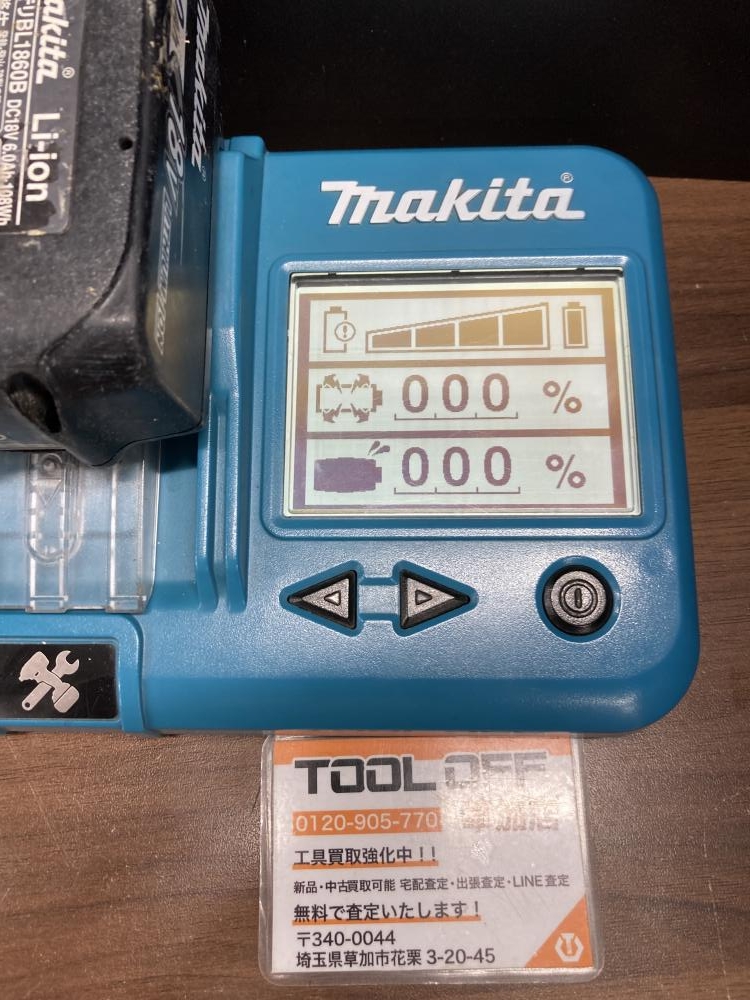 makita®
BL1860B DC18V 6.0Ah 108Wh
Li-ion
makita®
18V
makita®
000 %
000 %
TOOL OFF
0120-905-770 草加店
工具買取強化中!!
新品・中古買取可能 宅配査定・出張査定・LINE査定
無料で査定いたします!
〒340-0044
埼玉県草加市花栗3-20-45